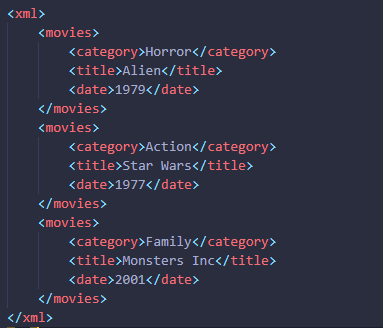 <xml>
<movies>
<category>Horror</category>
<title>Alien</title>
<date>1979</date>
</movies>
<movies>
<category>Action</category>
<title>Star Wars</title>
<date>1977</date>
</movies>
<movies>
<category>Family</category>
<title>Monsters Inc</title>
<date>2001</date>
</movies>
</xml>